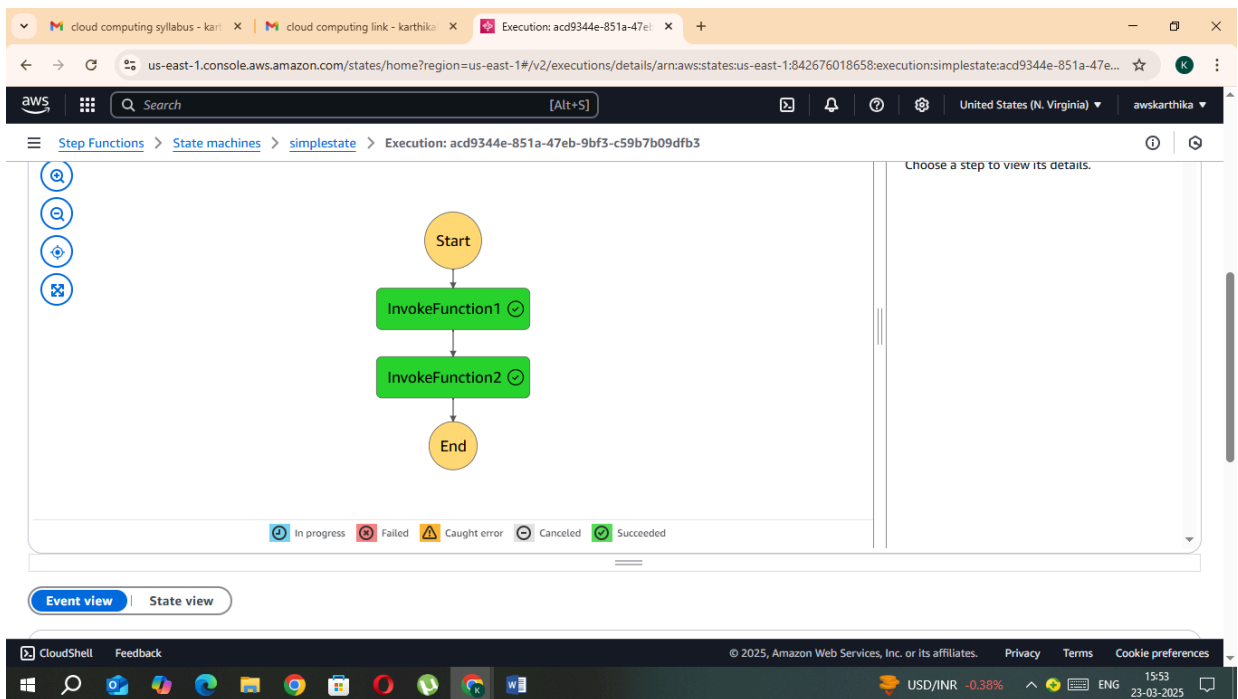 cloud computing syllabus - kart
cloud computing link - karthika
Execution: acd9344e-851a-47eb
us-east-1.console.aws.amazon.com/states/home?region=us-east-1#/v2/executions/details/arn:aws:states:us-east-1:842676018658:execution:simplestate:acd9344e-851a-47e...
K
aws
Search
[Alt+S]
United States (N. Virginia)
awskarthika
Step Functions > State machines > simplestate > Execution: acd9344e-851a-47eb-9bf3-c59b7b09dfb3
Choose a step to view its details.
Start
InvokeFunction1
InvokeFunction2
End
In progress
Failed
Caught error
Canceled
Succeeded
Event view
State view
CloudShell
Feedback
© 2025, Amazon Web Services, Inc. or its affiliates.
Privacy
Terms
Cookie preferences
USD/INR -0.38%
ENG
15:53
23-03-2025